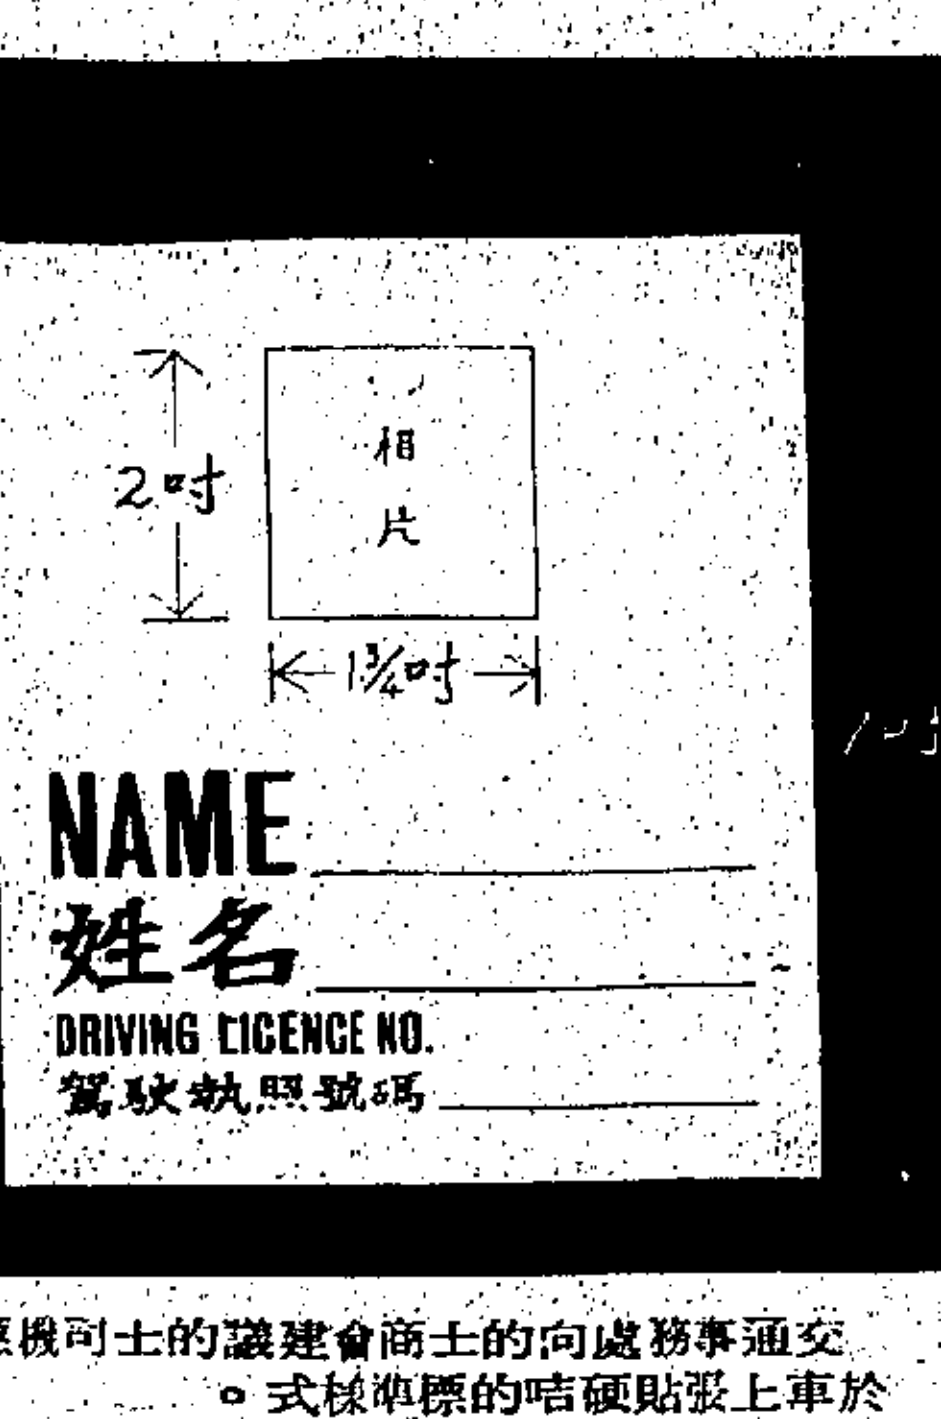 相
片
2吋
1¾吋
NAME
姓名
DRIVING LICENCE NO.
駕駛執照號碼
交通事務處向的士商會建議的士司機
於車上張貼硬咭的標準樣式。